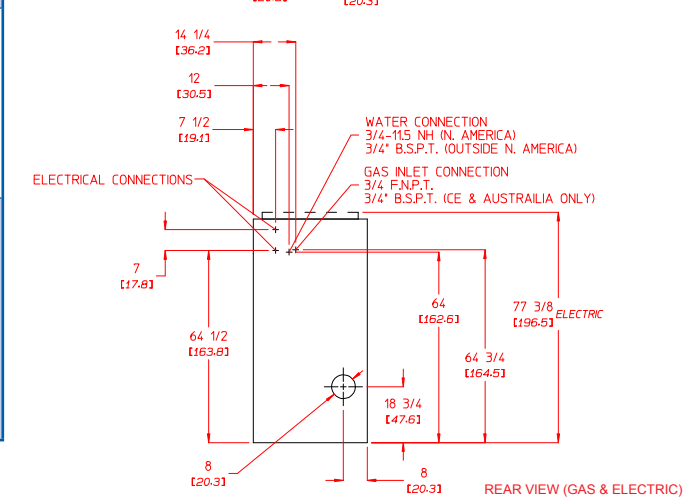 [20.3]
14 1/4
[36.2]
12
[30.5]
7 1/2
[19.1]
WATER CONNECTION
3/4-11.5 NH (N. AMERICA)
3/4" B.S.P.T. (OUTSIDE N. AMERICA)
GAS INLET CONNECTION
3/4 F.N.P.T.
3/4" B.S.P.T. (CE & AUSTRAILIA ONLY)
ELECTRICAL CONNECTIONS
7
[17.8]
64 1/2
[163.8]
64
[162.6]
77 3/8
[196.5]
ELECTRIC
64 3/4
[164.5]
18 3/4
[47.6]
8
[20.3]
8
[20.3]
REAR VIEW (GAS & ELECTRIC)